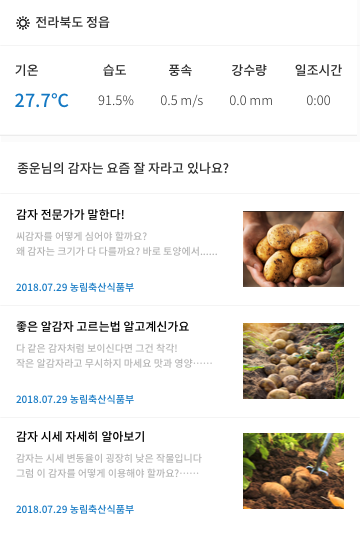 전라북도 정읍
기온 습도 풍속 강수량 일조시간
27.7℃ 91.5% 0.5 m/s 0.0 mm 0:00
종운님의 감자는 요즘 잘 자라고 있나요?
감자 전문가가 말한다!
씨감자를 어떻게 심어야 할까요?
왜 감자는 크기가 다 다를까요? 바로 토양에서......
2018.07.29 농림축산식품부
좋은 알감자 고르는법 알고계신가요
다 같은 감자처럼 보이신다면 그건 착각!
작은 알감자라고 무시하지 마세요 맛과 영양······
2018.07.29 농림축산식품부
감자 시세 자세히 알아보기
감자는 시세 변동율이 굉장히 낮은 작물입니다
그럼 이 감자를 어떻게 이용해야 할까요?······
2018.07.29 농림축산식품부